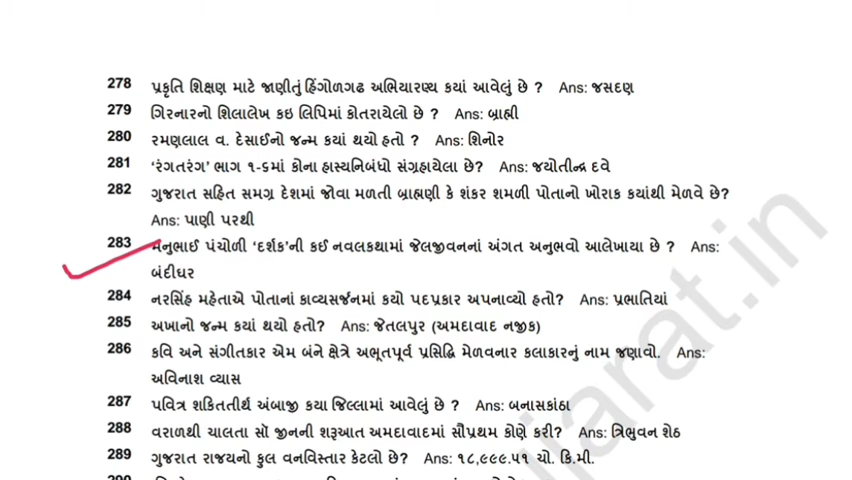 278 પ્રકૃતિ શિક્ષણ માટે જાણીતું હિંગોળગઢ અભિયારણ્ય કયાં આવેલું છે ? Ans: જસદણ
279 ગિરનારનો શિલાલેખ કઇ લિપિમાં કોતરાયેલો છે ? Ans: બ્રાહ્મી
280 રમણલાલ વ. દેસાઈનો જન્મ કયાં થયો હતો ? Ans: શિનોર
281 ‘રંગતરંગ’ ભાગ ૧-૬માં કોના હાસ્યનિબંધો સંગ્રહાયેલા છે? Ans: જયોતીન્દ્ર દવે
282 ગુજરાત સહિત સમગ્ર દેશમાં જોવા મળતી બ્રાહ્મણી કે શંકર શમળી પોતાનો ખોરાક કયાંથી મેળવે છે?
Ans: પાણી પરથી
283 મનુભાઈ પંચોળી ‘દર્શક’ની કઈ નવલકથામાં જેલજીવનનાં અંગત અનુભવો આલેખાયા છે ? Ans:
બંદીઘર
284 નરસિંહ મહેતાએ પોતાનાં કાવ્યસર્જનમાં કયો પદપ્રકાર અપનાવ્યો હતો? Ans: પ્રભાતિયાં
285 અખાનો જન્મ કયાં થયો હતો? Ans: જેતલપુર (અમદાવાદ નજીક)
286 કવિ અને સંગીતકાર એમ બંને ક્ષેત્રે અભૂતપૂર્વ પ્રસિદ્ધિ મેળવનાર કલાકારનું નામ જણાવો. Ans:
અવિનાશ વ્યાસ
287 પવિત્ર શકિતતીર્થ અંબાજી કયા જિલ્લામાં આવેલું છે ? Ans: બનાસકાંઠા
288 વરાળથી ચાલતા સૉ જીનની શરૂઆત અમદાવાદમાં સૌપ્રથમ કોણે કરી? Ans: ત્રિભુવન શેઠ
289 ગુજરાત રાજયનો કુલ વનવિસ્તાર કેટલો છે? Ans: ૧૮,૯૯૯.૫૧ ચો. કિ.મી.
gujarat.in